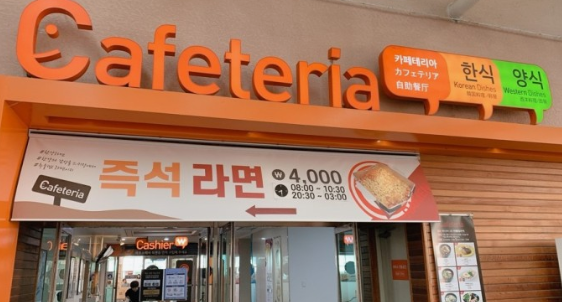 Cafeteria
카페테리아
カフェテリア
自助餐厅
한식
Korean Dishes
양식
Western Dishes
Cafeteria
즉석 라면
₩ 4,000
08:00 ~ 10:30
20:30 ~ 03:00
Cashier